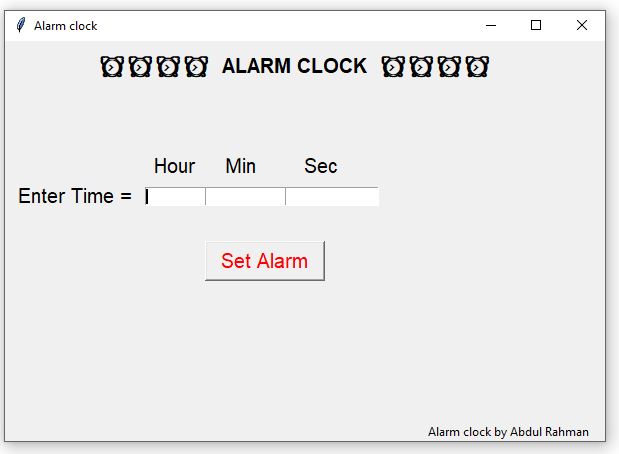 Alarm clock
⏰⏰⏰⏰ ALARM CLOCK ⏰⏰⏰⏰
Hour Min Sec
Enter Time =
Set Alarm
Alarm clock by Abdul Rahman